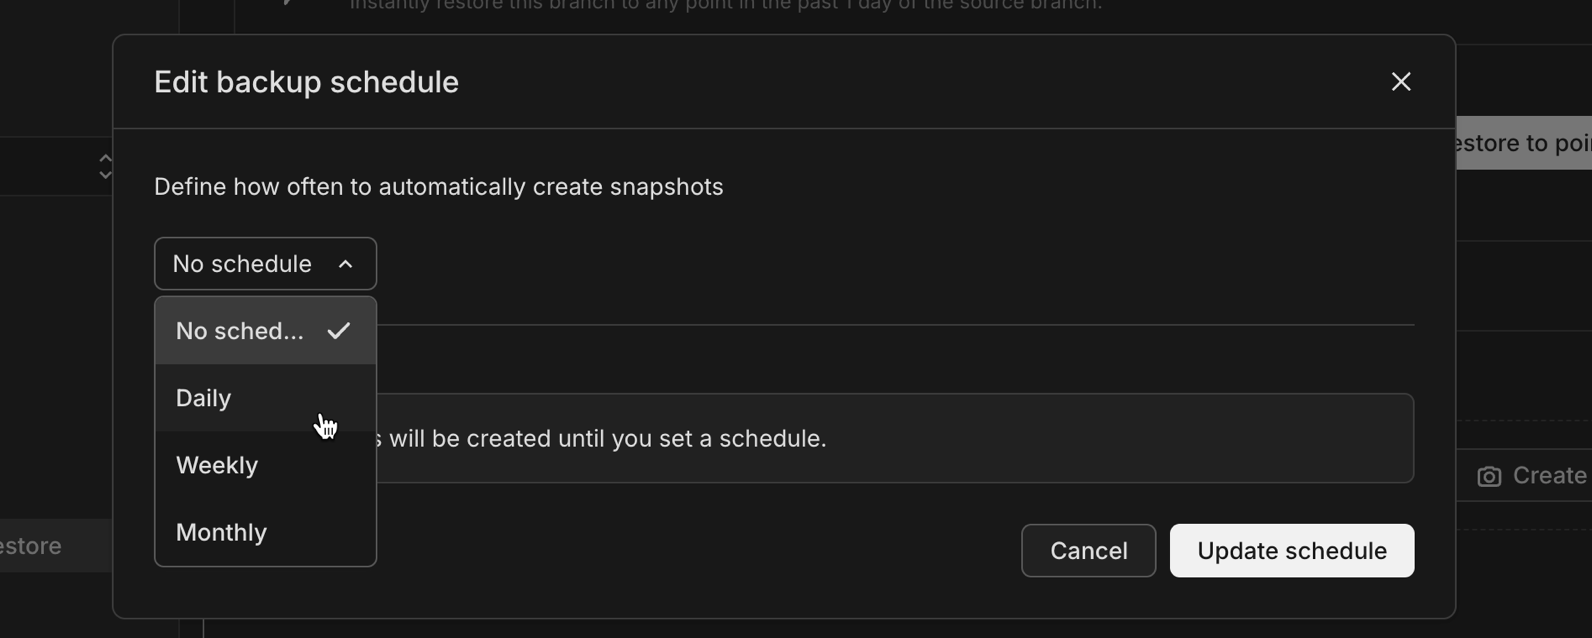 Instantly restore this branch to any point in the past 1 day of the source branch.
Edit backup schedule
estore to poi
Define how often to automatically create snapshots
No schedule
No sched...
Daily
s will be created until you set a schedule.
Weekly
Create
Monthly
estore
Cancel
Update schedule